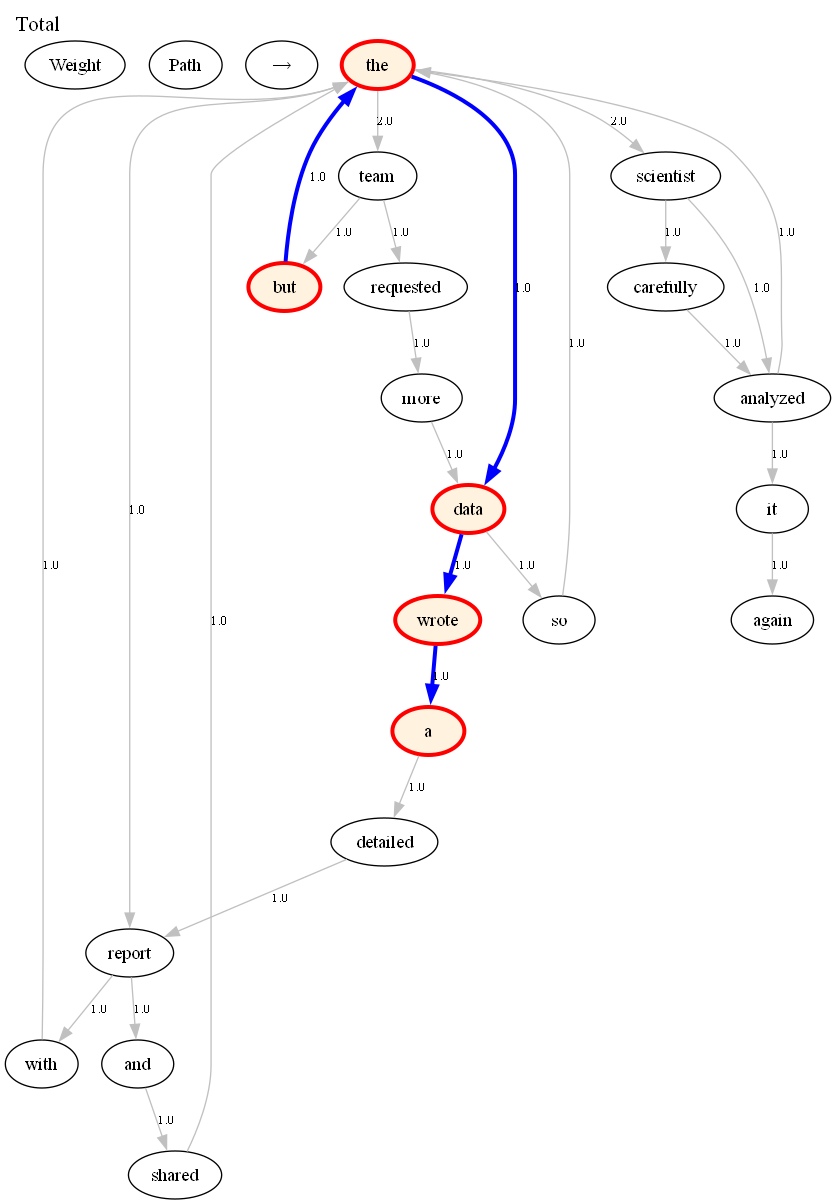 Total
Weight Path → the
2.0 2.0
team scientist
1.0 1.0 1.0 1.0 1.0
but requested carefully 1.0 1.0
1.0 1.0 1.0
more analyzed
1.0 1.0
data 1.0 it
1.0 1.0 1.0 1.0
wrote so again
1.0 1.0
a
1.0
detailed
1.0
report
1.0 1.0
with and
1.0
shared